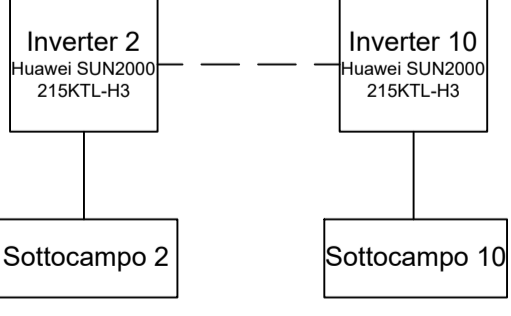 Inverter 2
Huawei SUN2000
215KTL-H3
Inverter 10
Huawei SUN2000
215KTL-H3
Sottocampo 2
Sottocampo 10